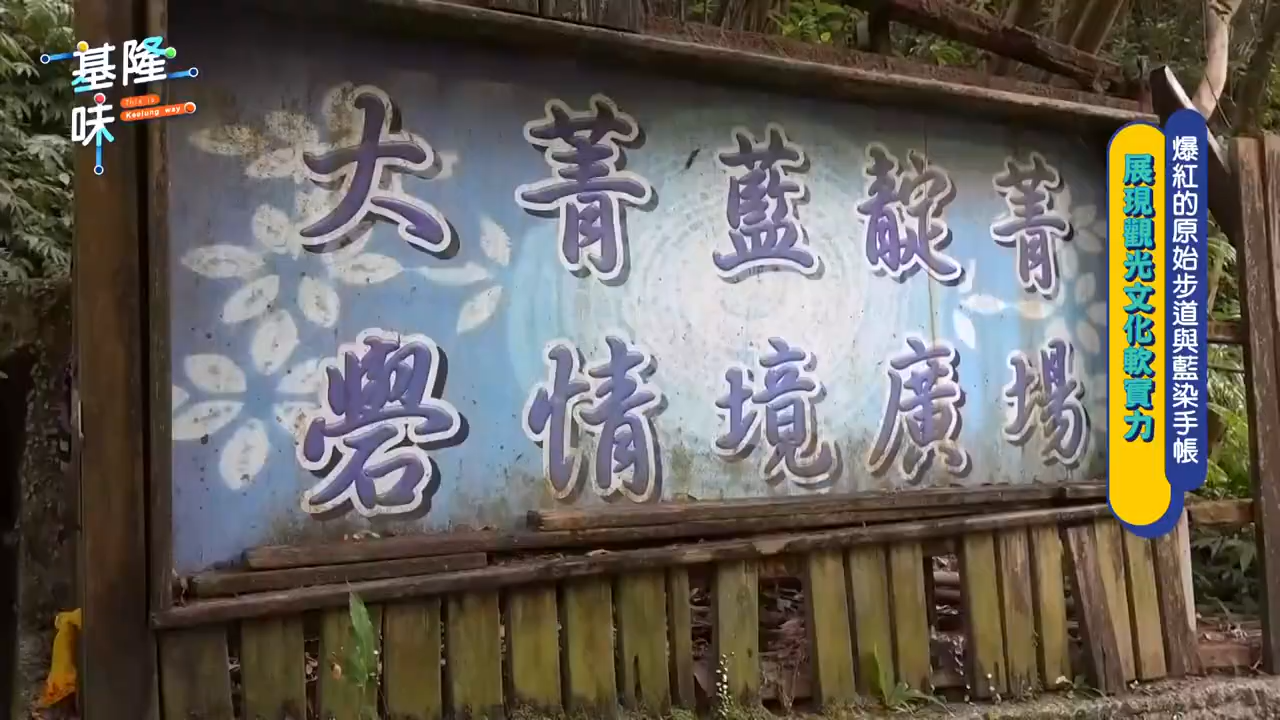 基隆
味
This is
Keelung way
大菁藍靛菁
礐情境廣場
爆紅的原始步道與藍染手帳
展現觀光文化軟實力